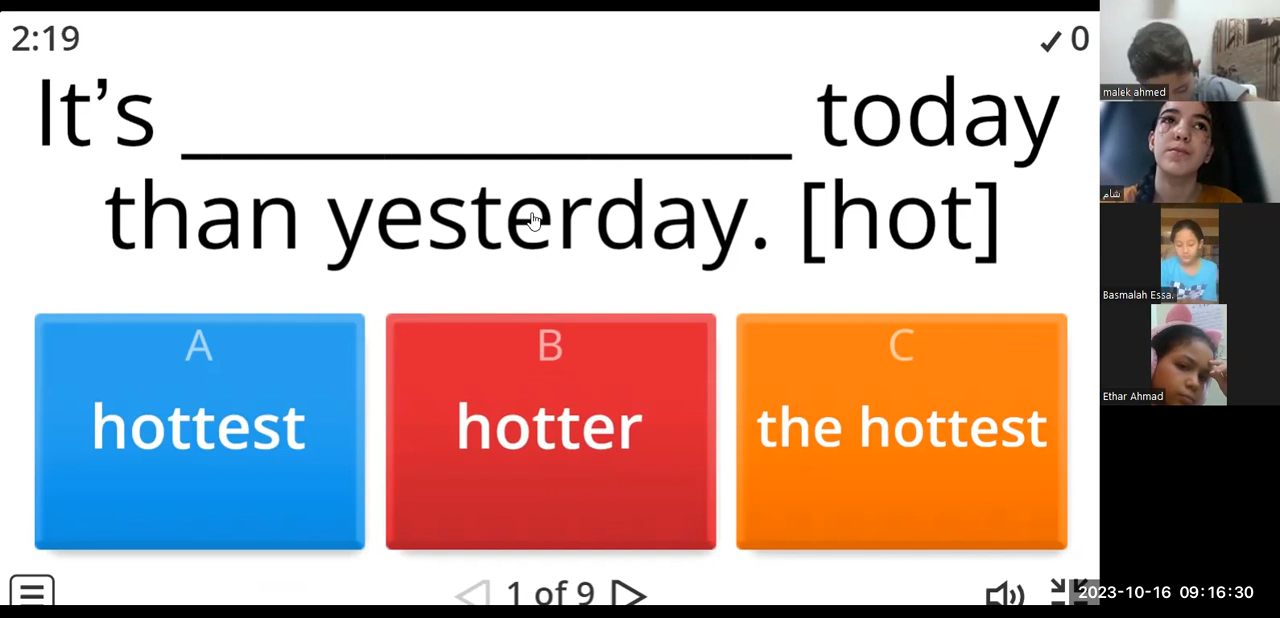 2:19
✓ 0
It’s _______________ today
than yesterday. [hot]
A
hottest
B
hotter
C
the hottest
1 of 9
malek ahmed
شام
Basmalah Essa.
Ethar Ahmad
2023-10-16 09:16:30